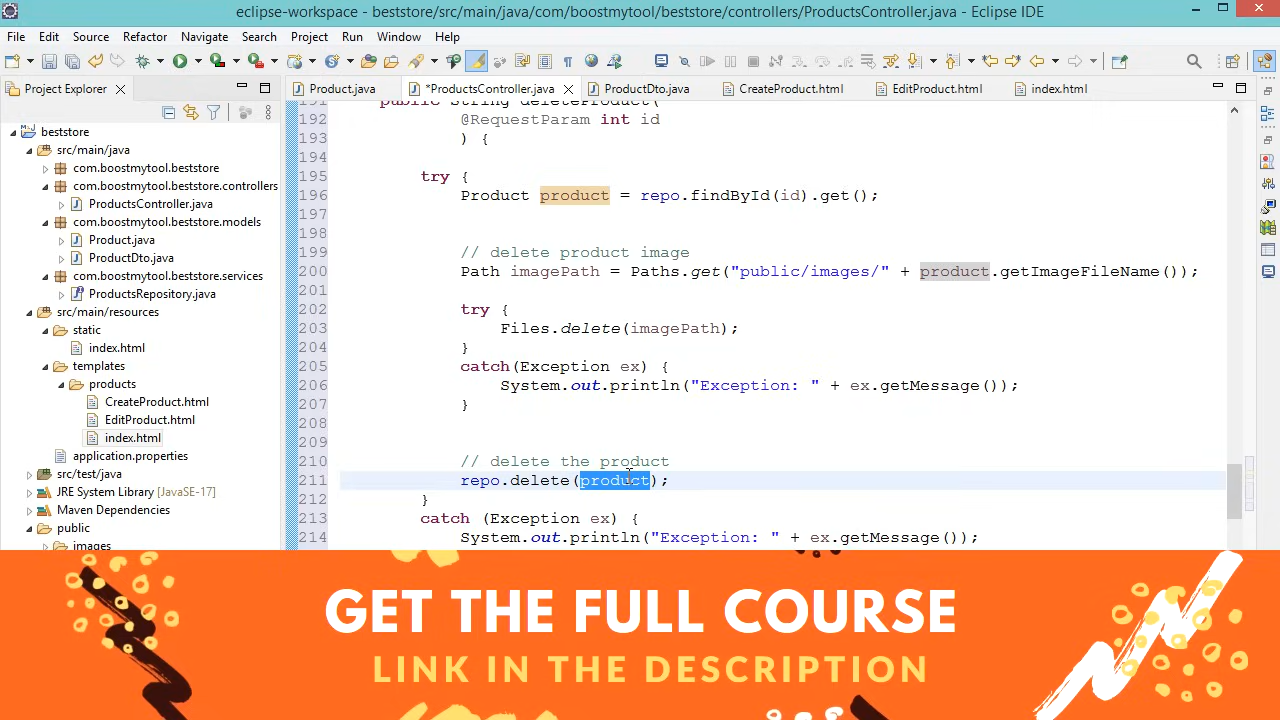 eclipse-workspace - beststore/src/main/java/com/boostmytool/beststore/controllers/ProductsController.java - Eclipse IDE
File Edit Source Refactor Navigate Search Project Run Window Help
Project Explorer
Product.java *ProductsController.java ProductDto.java CreateProduct.html EditProduct.html index.html
beststore
src/main/java
com.boostmytool.beststore
com.boostmytool.beststore.controllers
ProductsController.java
com.boostmytool.beststore.models
Product.java
ProductDto.java
com.boostmytool.beststore.services
ProductsRepository.java
src/main/resources
static
index.html
templates
products
CreateProduct.html
EditProduct.html
index.html
application.properties
src/test/java
JRE System Library [JavaSE-17]
Maven Dependencies
public
images
191 public String deleteProduct(
192 @RequestParam int id
193 ) {
194
195 try {
196 Product product = repo.findById(id).get();
197
198
199 // delete product image
200 Path imagePath = Paths.get("public/images/" + product.getImageFileName());
201
202 try {
203 Files.delete(imagePath);
204 }
205 catch(Exception ex) {
206 System.out.println("Exception: " + ex.getMessage());
207 }
208
209
210 // delete the product
211 repo.delete(product);
212 }
213 catch (Exception ex) {
214 System.out.println("Exception: " + ex.getMessage());
GET THE FULL COURSE
LINK IN THE DESCRIPTION